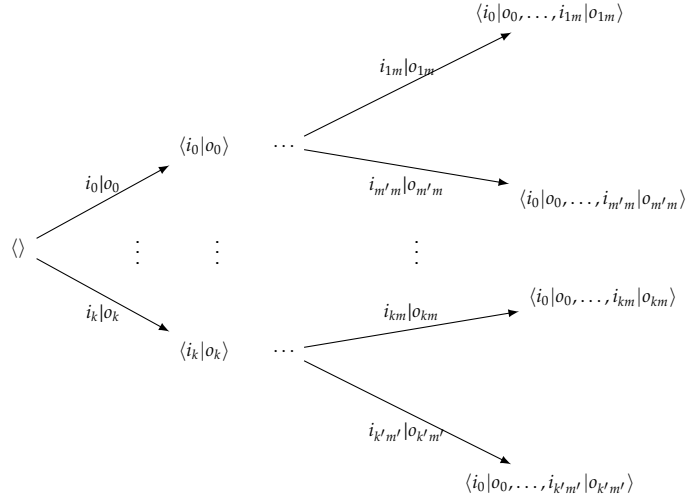 ⟨i₀|o₀, . . . , i₁ₘ|o₁ₘ⟩
i₁ₘ|o₁ₘ
⟨i₀|o₀⟩ ⋯
i₀|o₀
iₘ′ₘ|oₘ′ₘ
⟨i₀|o₀, . . . , iₘ′ₘ|oₘ′ₘ⟩
⟨⟩ ⋮ ⋮ ⋮
⟨i₀|o₀, . . . , iₖₘ|oₖₘ⟩
iₖ|oₖ
iₖₘ|oₖₘ
⟨iₖ|oₖ⟩ ⋯
iₖ′ₘ′|oₖ′ₘ′
⟨i₀|o₀, . . . , iₖ′ₘ′|oₖ′ₘ′⟩